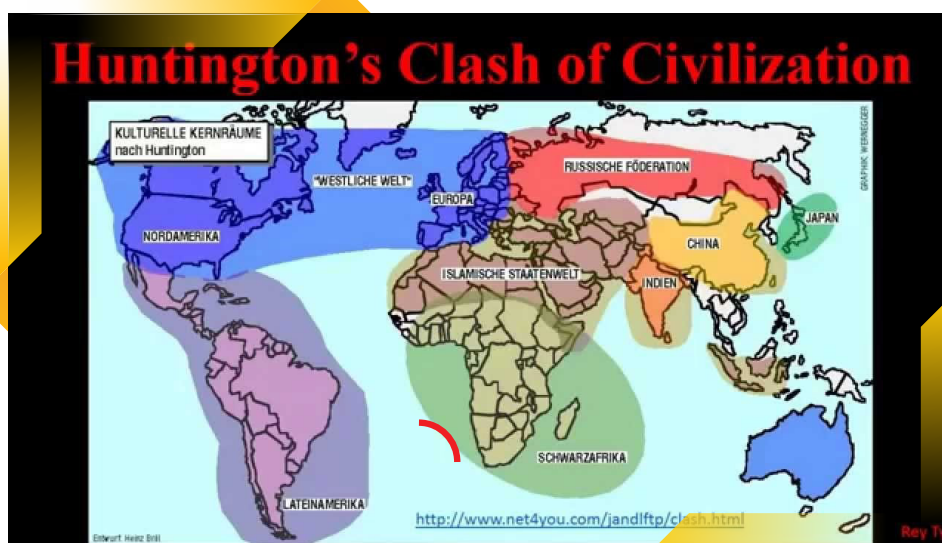 Huntington's Clash of Civilization
KULTURELLE KERNRÄUME
nach Huntington
"WESTLICHE WELT"
RUSSISCHE FÖDERATION
EUROPA
NORDAMERIKA
JAPAN
CHINA
ISLAMISCHE STAATENWELT
INDIEN
SCHWARZAFRIKA
LATEINAMERIKA
GRAPHIK WERNEGGER
http://www.net4you.com/jandlftp/clash.html
Entwurf: Heinz Brill
Rey